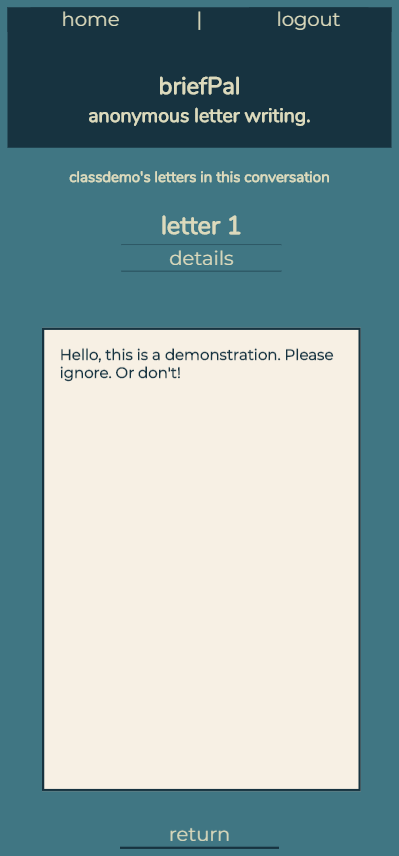 home | logout
briefPal
anonymous letter writing.
classdemo's letters in this conversation
letter 1
details
Hello, this is a demonstration. Please
ignore. Or don't!
return